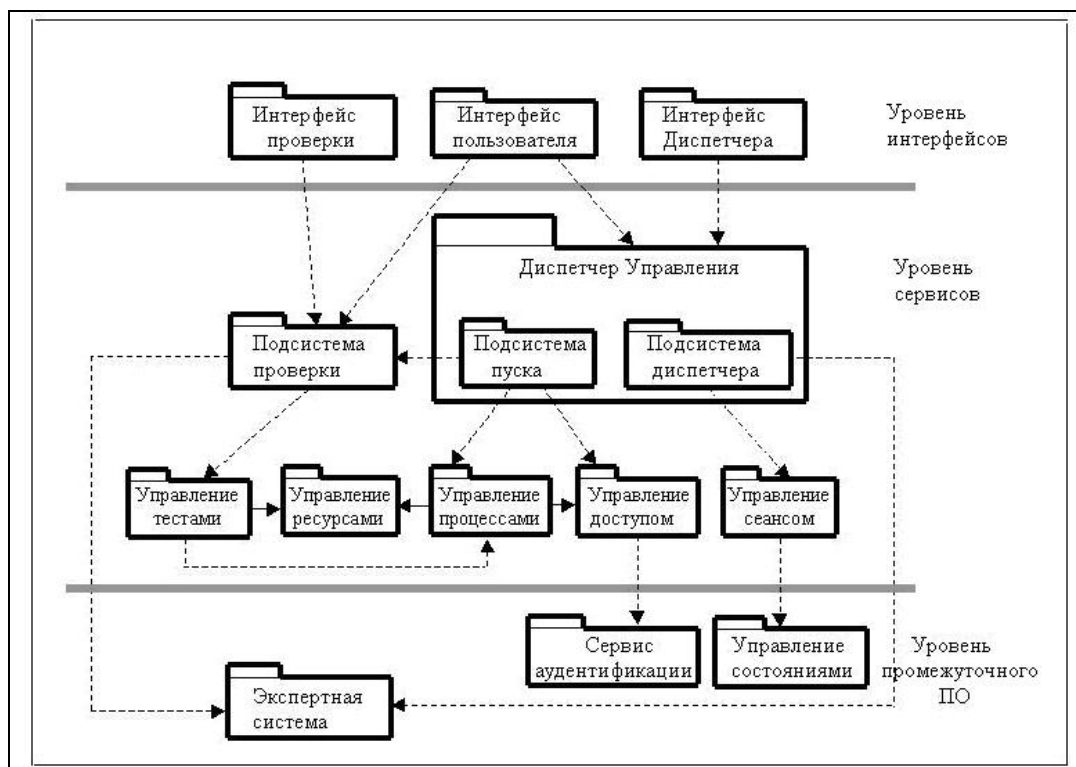 Интерфейс
проверки
Интерфейс
пользователя
Интерфейс
Диспетчера
Уровень
интерфейсов
Диспетчер Управления
Уровень
сервисов
Подсистема
проверки
Подсистема
пуска
Подсистема
диспетчера
Управление
тестами
Управление
ресурсами
Управление
процессами
Управление
доступом
Управление
сеансом
Сервис
аудентификации
Управление
состояниями
Уровень
промежуточного
ПО
Экспертная
система